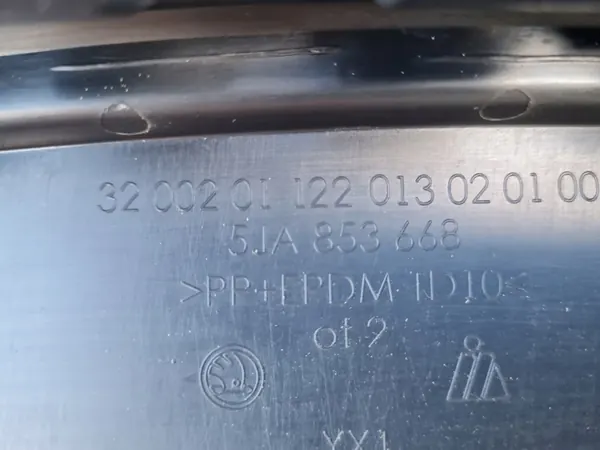 32 002 01 122 013 02 01 00
5JA 853 668
>PP+EPDM-TD10<
of 2
YX1